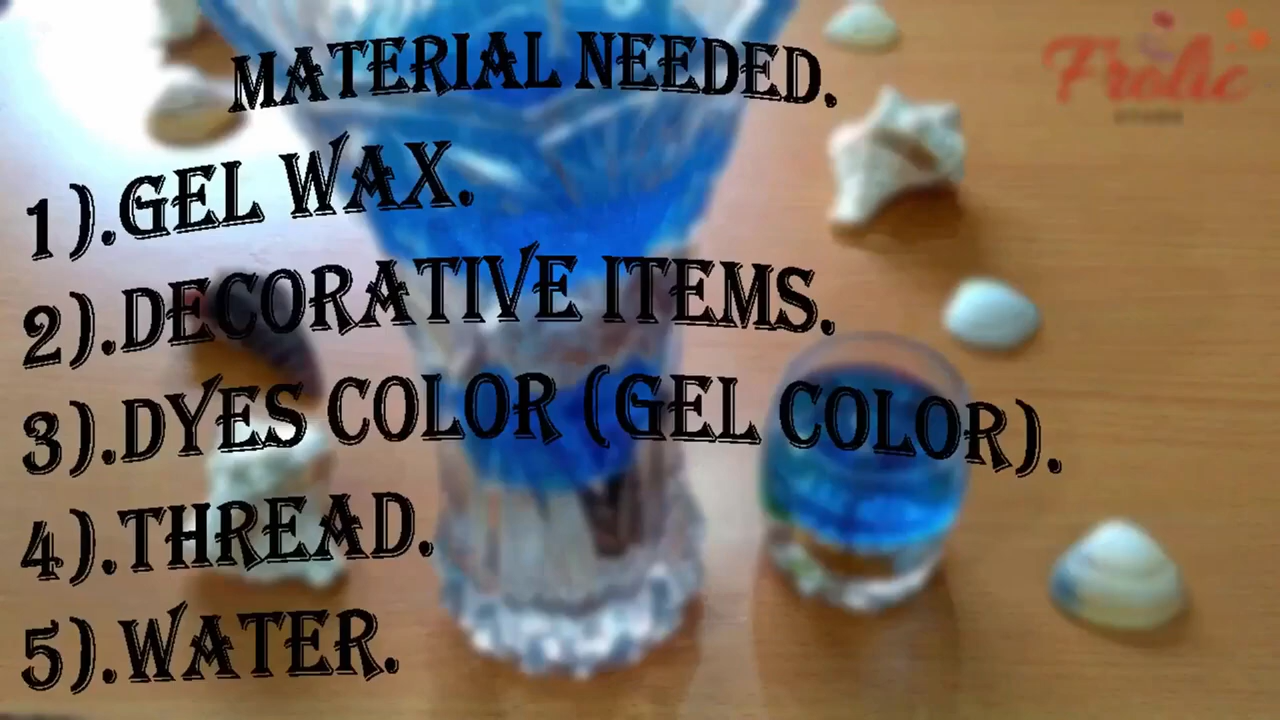 MATERIAL NEEDED.
Frolic
1).GEL WAX.
2).DECORATIVE ITEMS.
3).DYES COLOR (GEL COLOR).
4).THREAD.
5).WATER.